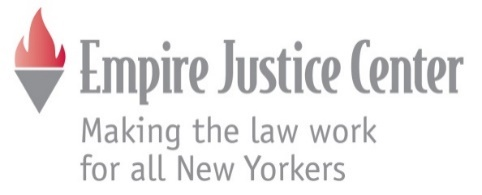 Empire Justice Center
Making the law work
for all New Yorkers